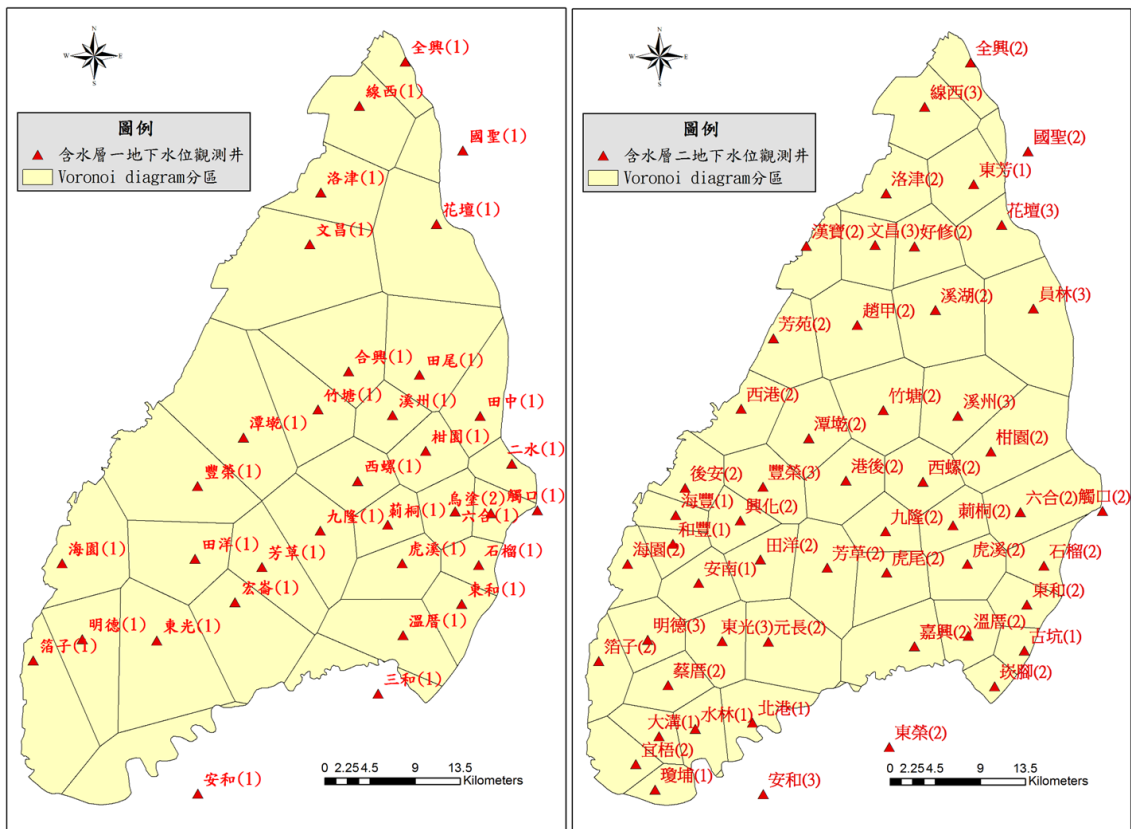 N
W
E
S
圖例
含水層一地下水位觀測井
Voronoi diagram分區
全興(1)
線西(1)
國聖(1)
洛津(1)
花壇(1)
文昌(1)
合興(1)
田尾(1)
竹塘(1)
溪州(1)
田中(1)
潭墘(1)
柑園(1)
二水(1)
豐榮(1)
西螺(1)
烏塗(2)
觸口(1)
九隆(1)
莿桐(1)
六合(1)
海園(1)
田洋(1)
芳草(1)
虎溪(1)
石榴(1)
宏崙(1)
東和(1)
明德(1)
東光(1)
溫厝(1)
箔子(1)
三和(1)
安和(1)
0 2.25 4.5 9 13.5
Kilometers
N
W
E
S
圖例
含水層二地下水位觀測井
Voronoi diagram分區
全興(2)
線西(3)
國聖(2)
洛津(2)
東芳(1)
花壇(3)
漢寶(2)
文昌(3)
好修(2)
溪湖(2)
員林(3)
芳苑(2)
趙甲(2)
西港(2)
竹塘(2)
溪州(3)
潭墘(2)
柑園(2)
後安(2)
豐榮(3)
港後(2)
西螺(2)
海豐(1)
興化(2)
六合(2)
觸口(2)
和豐(1)
九隆(2)
莿桐(2)
海園(2)
田洋(2)
芳草(2)
虎尾(2)
虎溪(2)
石榴(2)
安南(1)
東和(2)
明德(3)
東光(3)
元長(2)
嘉興(2)
溫厝(2)
古坑(1)
箔子(2)
蔡厝(2)
崁腳(2)
大溝(1)
水林(1)
北港(1)
東榮(2)
宜梧(2)
瓊埔(1)
安和(3)
0 2.25 4.5 9 13.5
Kilometers